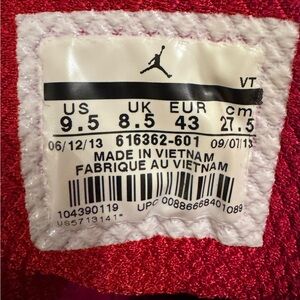 VT
US UK EUR cm
9.5 8.5 43 27.5
06/12/13 616362-601 09/07/13
MADE IN VIETNAM
FABRIQUE AU VIETNAM
104390119 UPC 00886668401089
US5713141*